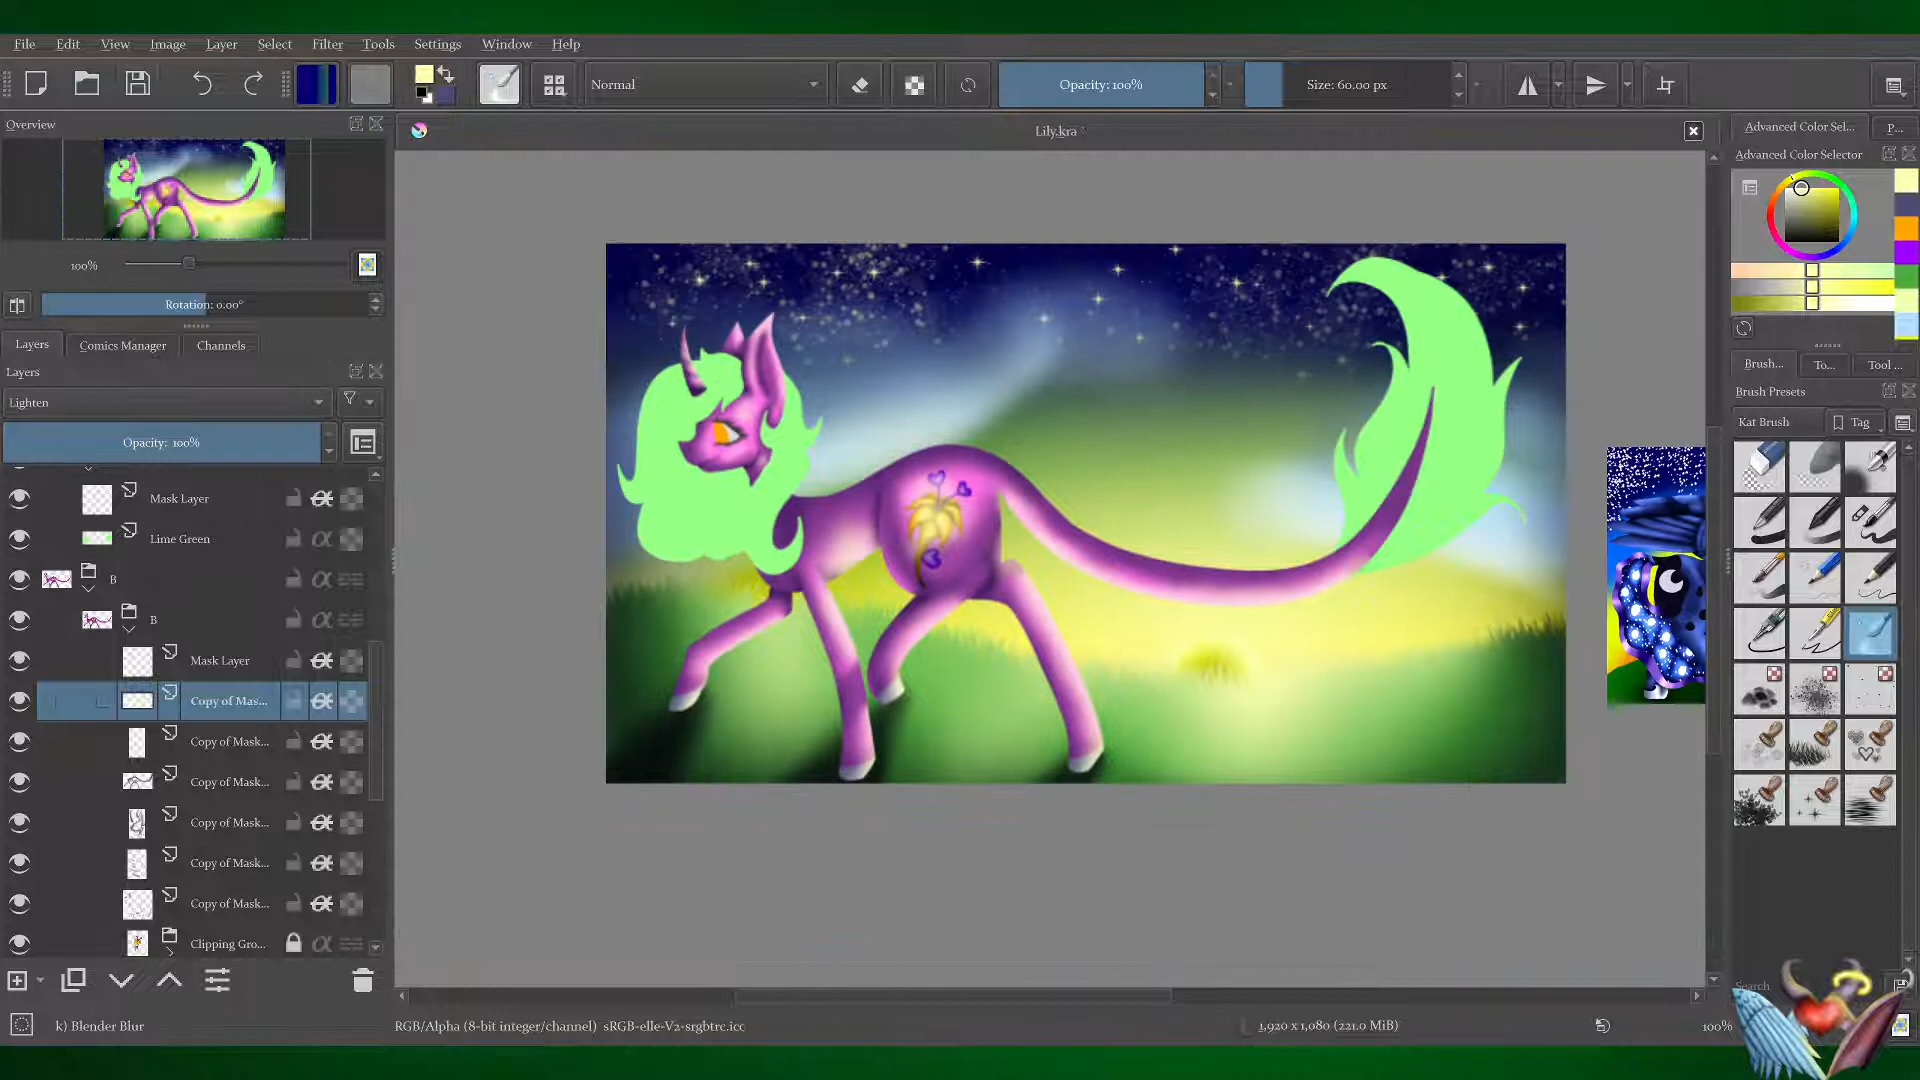 File Edit View Image Layer Select Filter Tools Settings Window Help
Normal
Opacity: 100%
Size: 60.00 px
Overview
Lily.kra *
Advanced Color Sel...
P...
Advanced Color Selector
100%
Rotation: 0.00°
Layers Comics Manager Channels
Layers
Brush... To... Tool ...
Brush Presets
Lighten
Kat Brush
Tag
Opacity: 100%
Mask Layer
Lime Green
B
B
Mask Layer
Copy of Mas...
Copy of Mask...
Copy of Mask...
Copy of Mask...
Copy of Mask...
Copy of Mask...
Clipping Gro...
Search
k) Blender Blur
RGB/Alpha (8-bit integer/channel) sRGB-elle-V2-srgbtrc.icc
1,920 x 1,080 (221.0 MiB)
100%